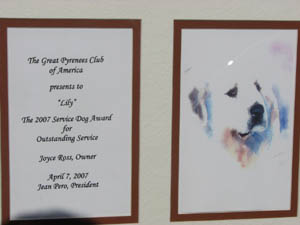 The Great Pyrenees Club
of America
presents to
"Lily"
The 2007 Service Dog Award
for
Outstanding Service
Joyce Ross, Owner
April 7, 2007
Jean Pero, President